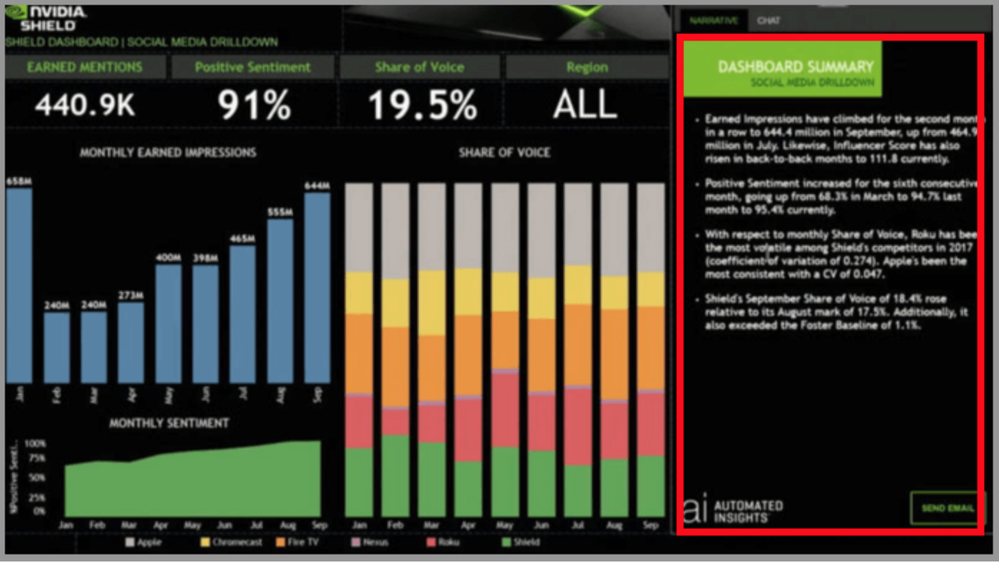 NVIDIA.
SHIELD
SHIELD DASHBOARD | SOCIAL MEDIA DRILLDOWN
EARNED MENTIONS
440.9K
Positive Sentiment
91%
Share of Voice
19.5%
Region
ALL
MONTHLY EARNED IMPRESSIONS
658M
240M
240M
273M
400M
398M
465M
555M
644M
Jan
Feb
Mar
Apr
May
Jun
Jul
Aug
Sep
MONTHLY SENTIMENT
%Positive Senti...
100%
75%
50%
25%
0%
Jan
Feb
Mar
Apr
May
Jun
Jul
Aug
Sep
SHARE OF VOICE
Jan
Feb
Mar
Apr
May
Jun
Jul
Aug
Sep
Apple
Chromecast
Fire TV
Nexus
Roku
Shield
NARRATIVE
CHAT
DASHBOARD SUMMARY
SOCIAL MEDIA DRILLDOWN
• Earned Impressions have climbed for the second month
in a row to 644.4 million in September, up from 464.9
million in July. Likewise, Influencer Score has also
risen in back-to-back months to 111.8 currently.
• Positive Sentiment increased for the sixth consecutive
month, going up from 68.3% in March to 94.7% last
month to 95.4% currently.
• With respect to monthly Share of Voice, Roku has bee
the most volatile among Shield's competitors in 2017
(coefficient of variation of 0.274). Apple's been the
most consistent with a CV of 0.047.
• Shield's September Share of Voice of 18.4% rose
relative to its August mark of 17.5%. Additionally, it
also exceeded the Foster Baseline of 1.1%.
ai AUTOMATED
INSIGHTS
SEND EMAIL